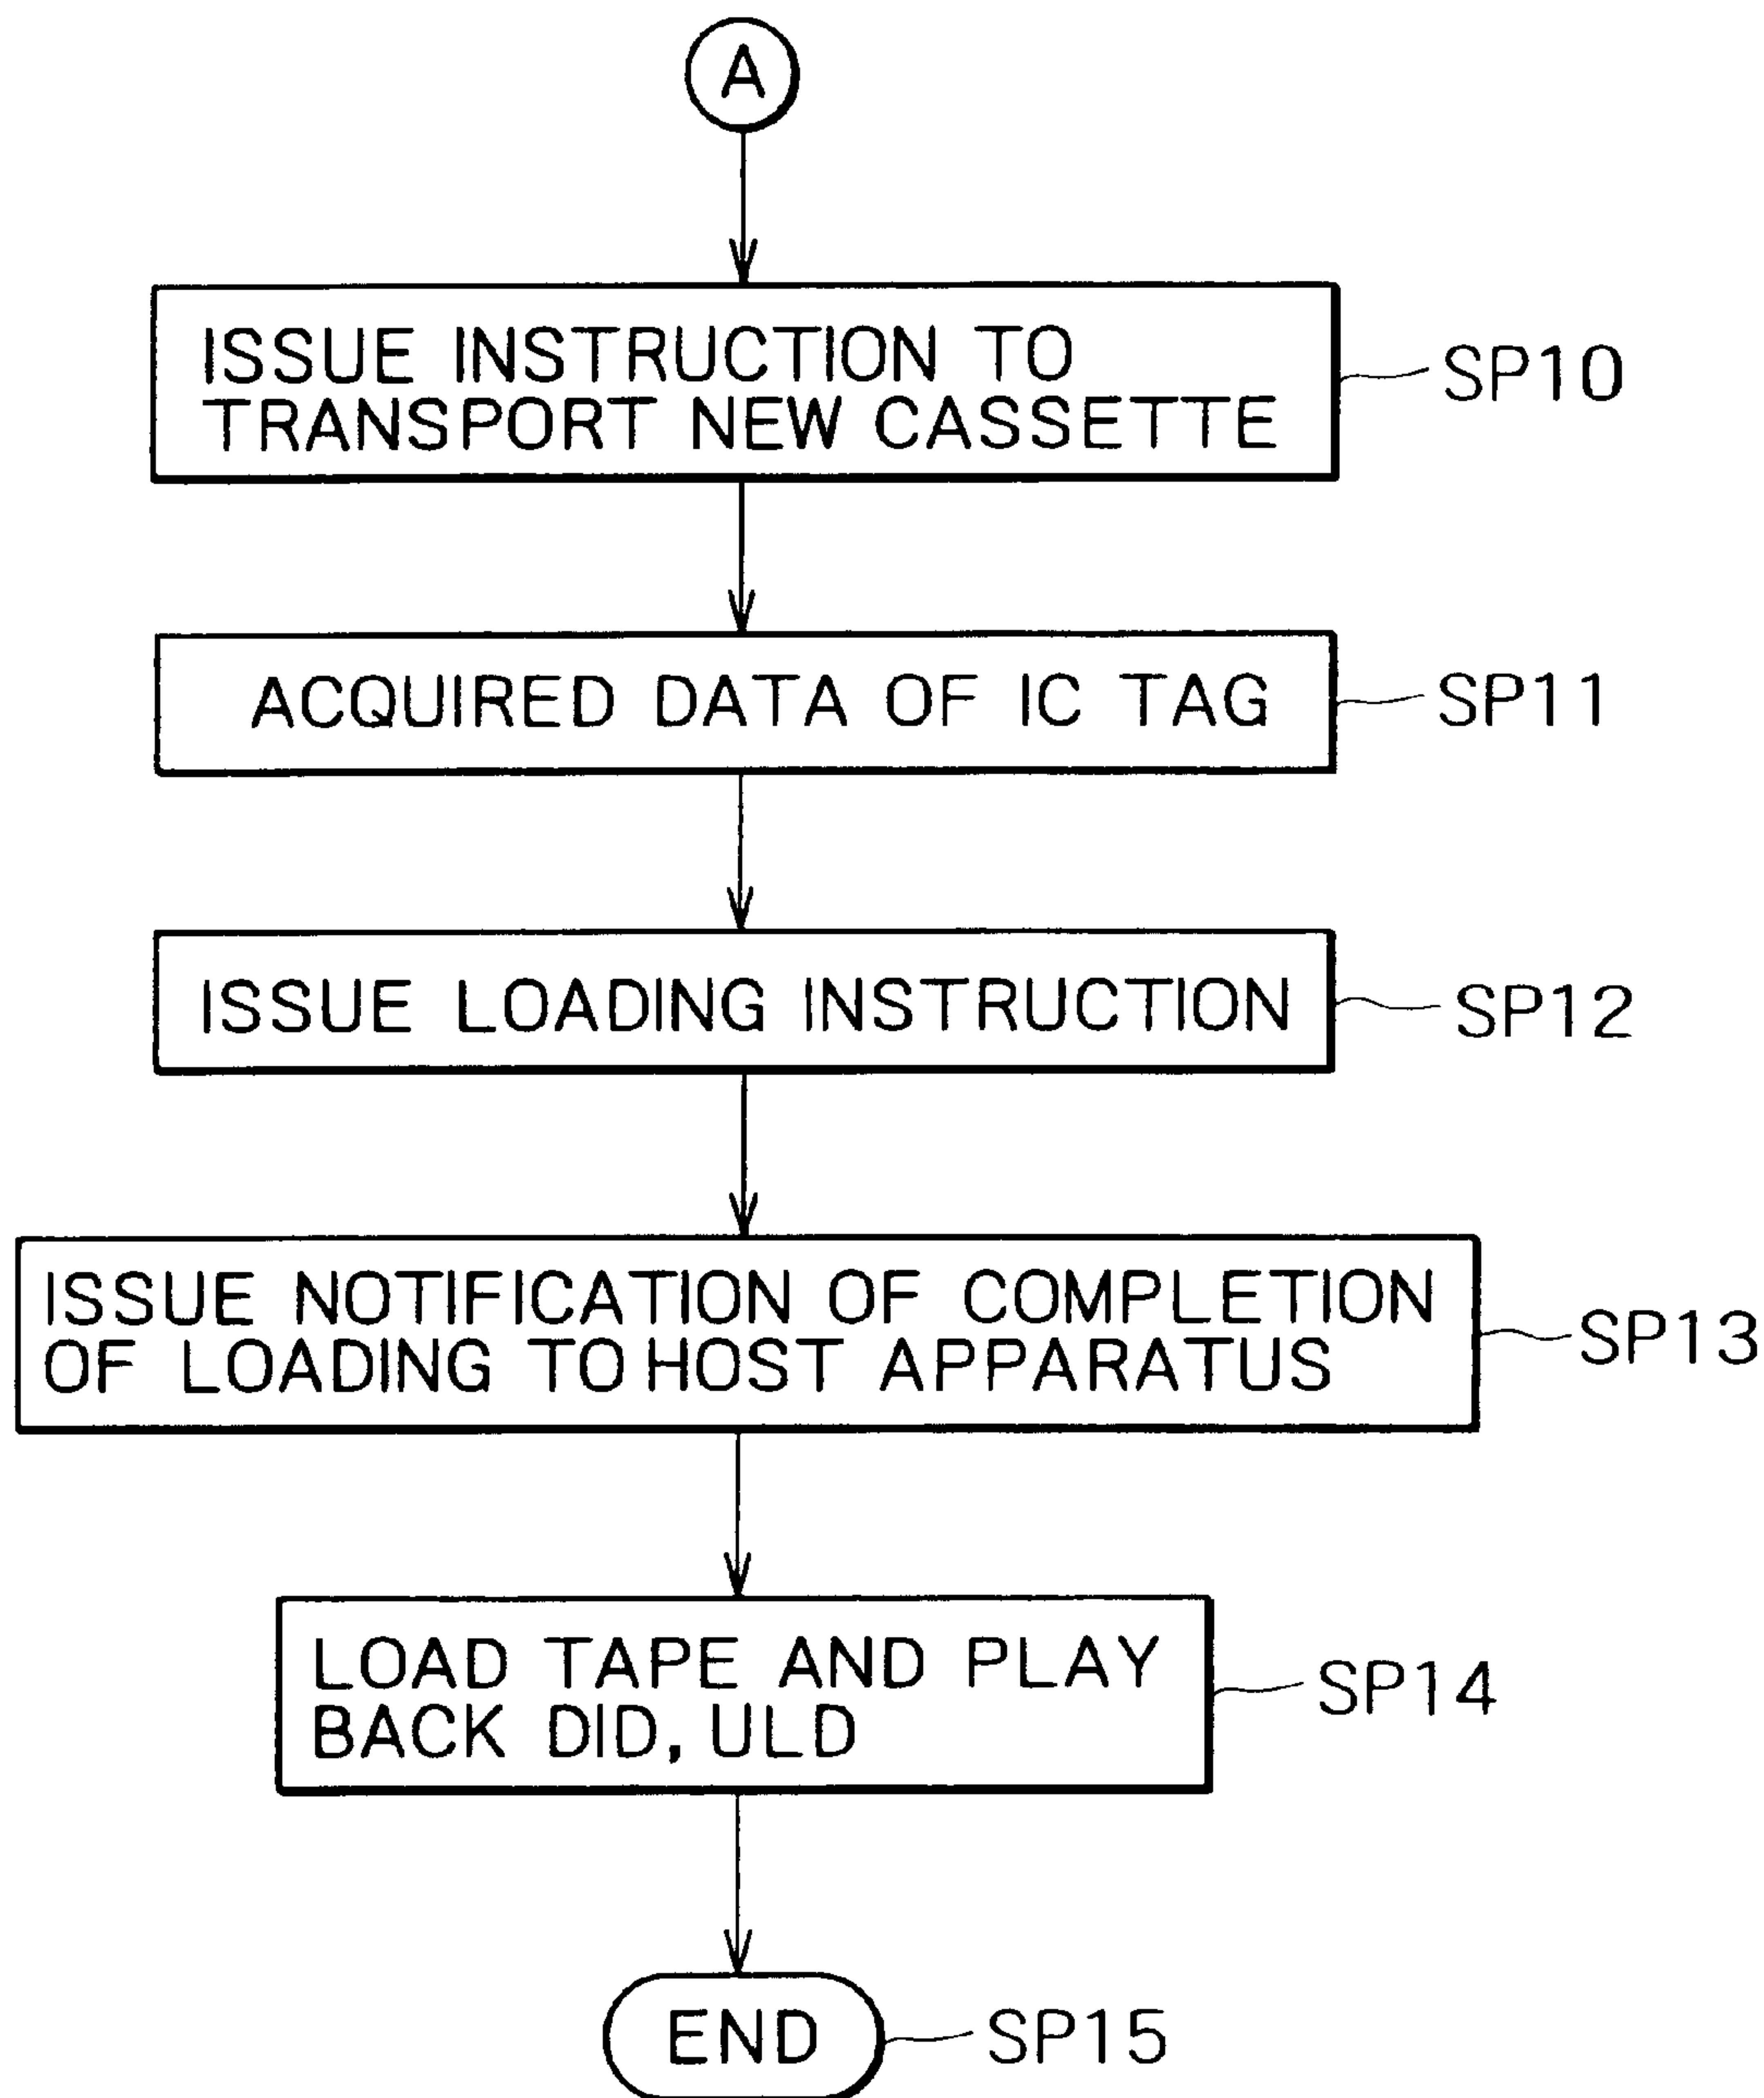 A
ISSUE INSTRUCTION TO
TRANSPORT NEW CASSETTE
SP10
ACQUIRED DATA OF IC TAG
SP11
ISSUE LOADING INSTRUCTION
SP12
ISSUE NOTIFICATION OF COMPLETION
OF LOADING TO HOST APPARATUS
SP13
LOAD TAPE AND PLAY
BACK DID, ULD
SP14
END
SP15